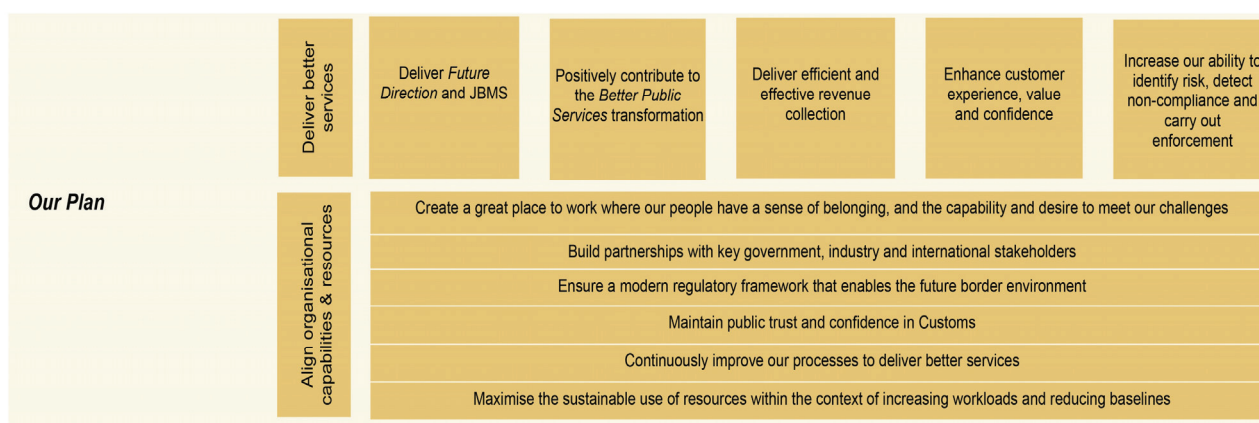 Our Plan
Deliver better
services
Deliver Future
Direction and JBMS
Positively contribute to
the Better Public
Services transformation
Deliver efficient and
effective revenue
collection
Enhance customer
experience, value
and confidence
Increase our ability to
identify risk, detect
non-compliance and
carry out
enforcement
Align organisational
capabilities & resources
Create a great place to work where our people have a sense of belonging, and the capability and desire to meet our challenges
Build partnerships with key government, industry and international stakeholders
Ensure a modern regulatory framework that enables the future border environment
Maintain public trust and confidence in Customs
Continuously improve our processes to deliver better services
Maximise the sustainable use of resources within the context of increasing workloads and reducing baselines